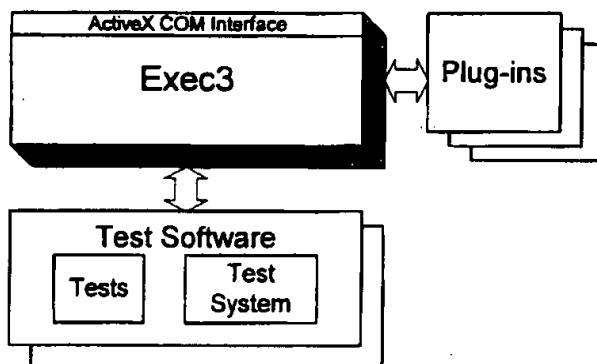 ActiveX COM Interface
Exec3
Plug-ins
Test Software
Tests
Test
System